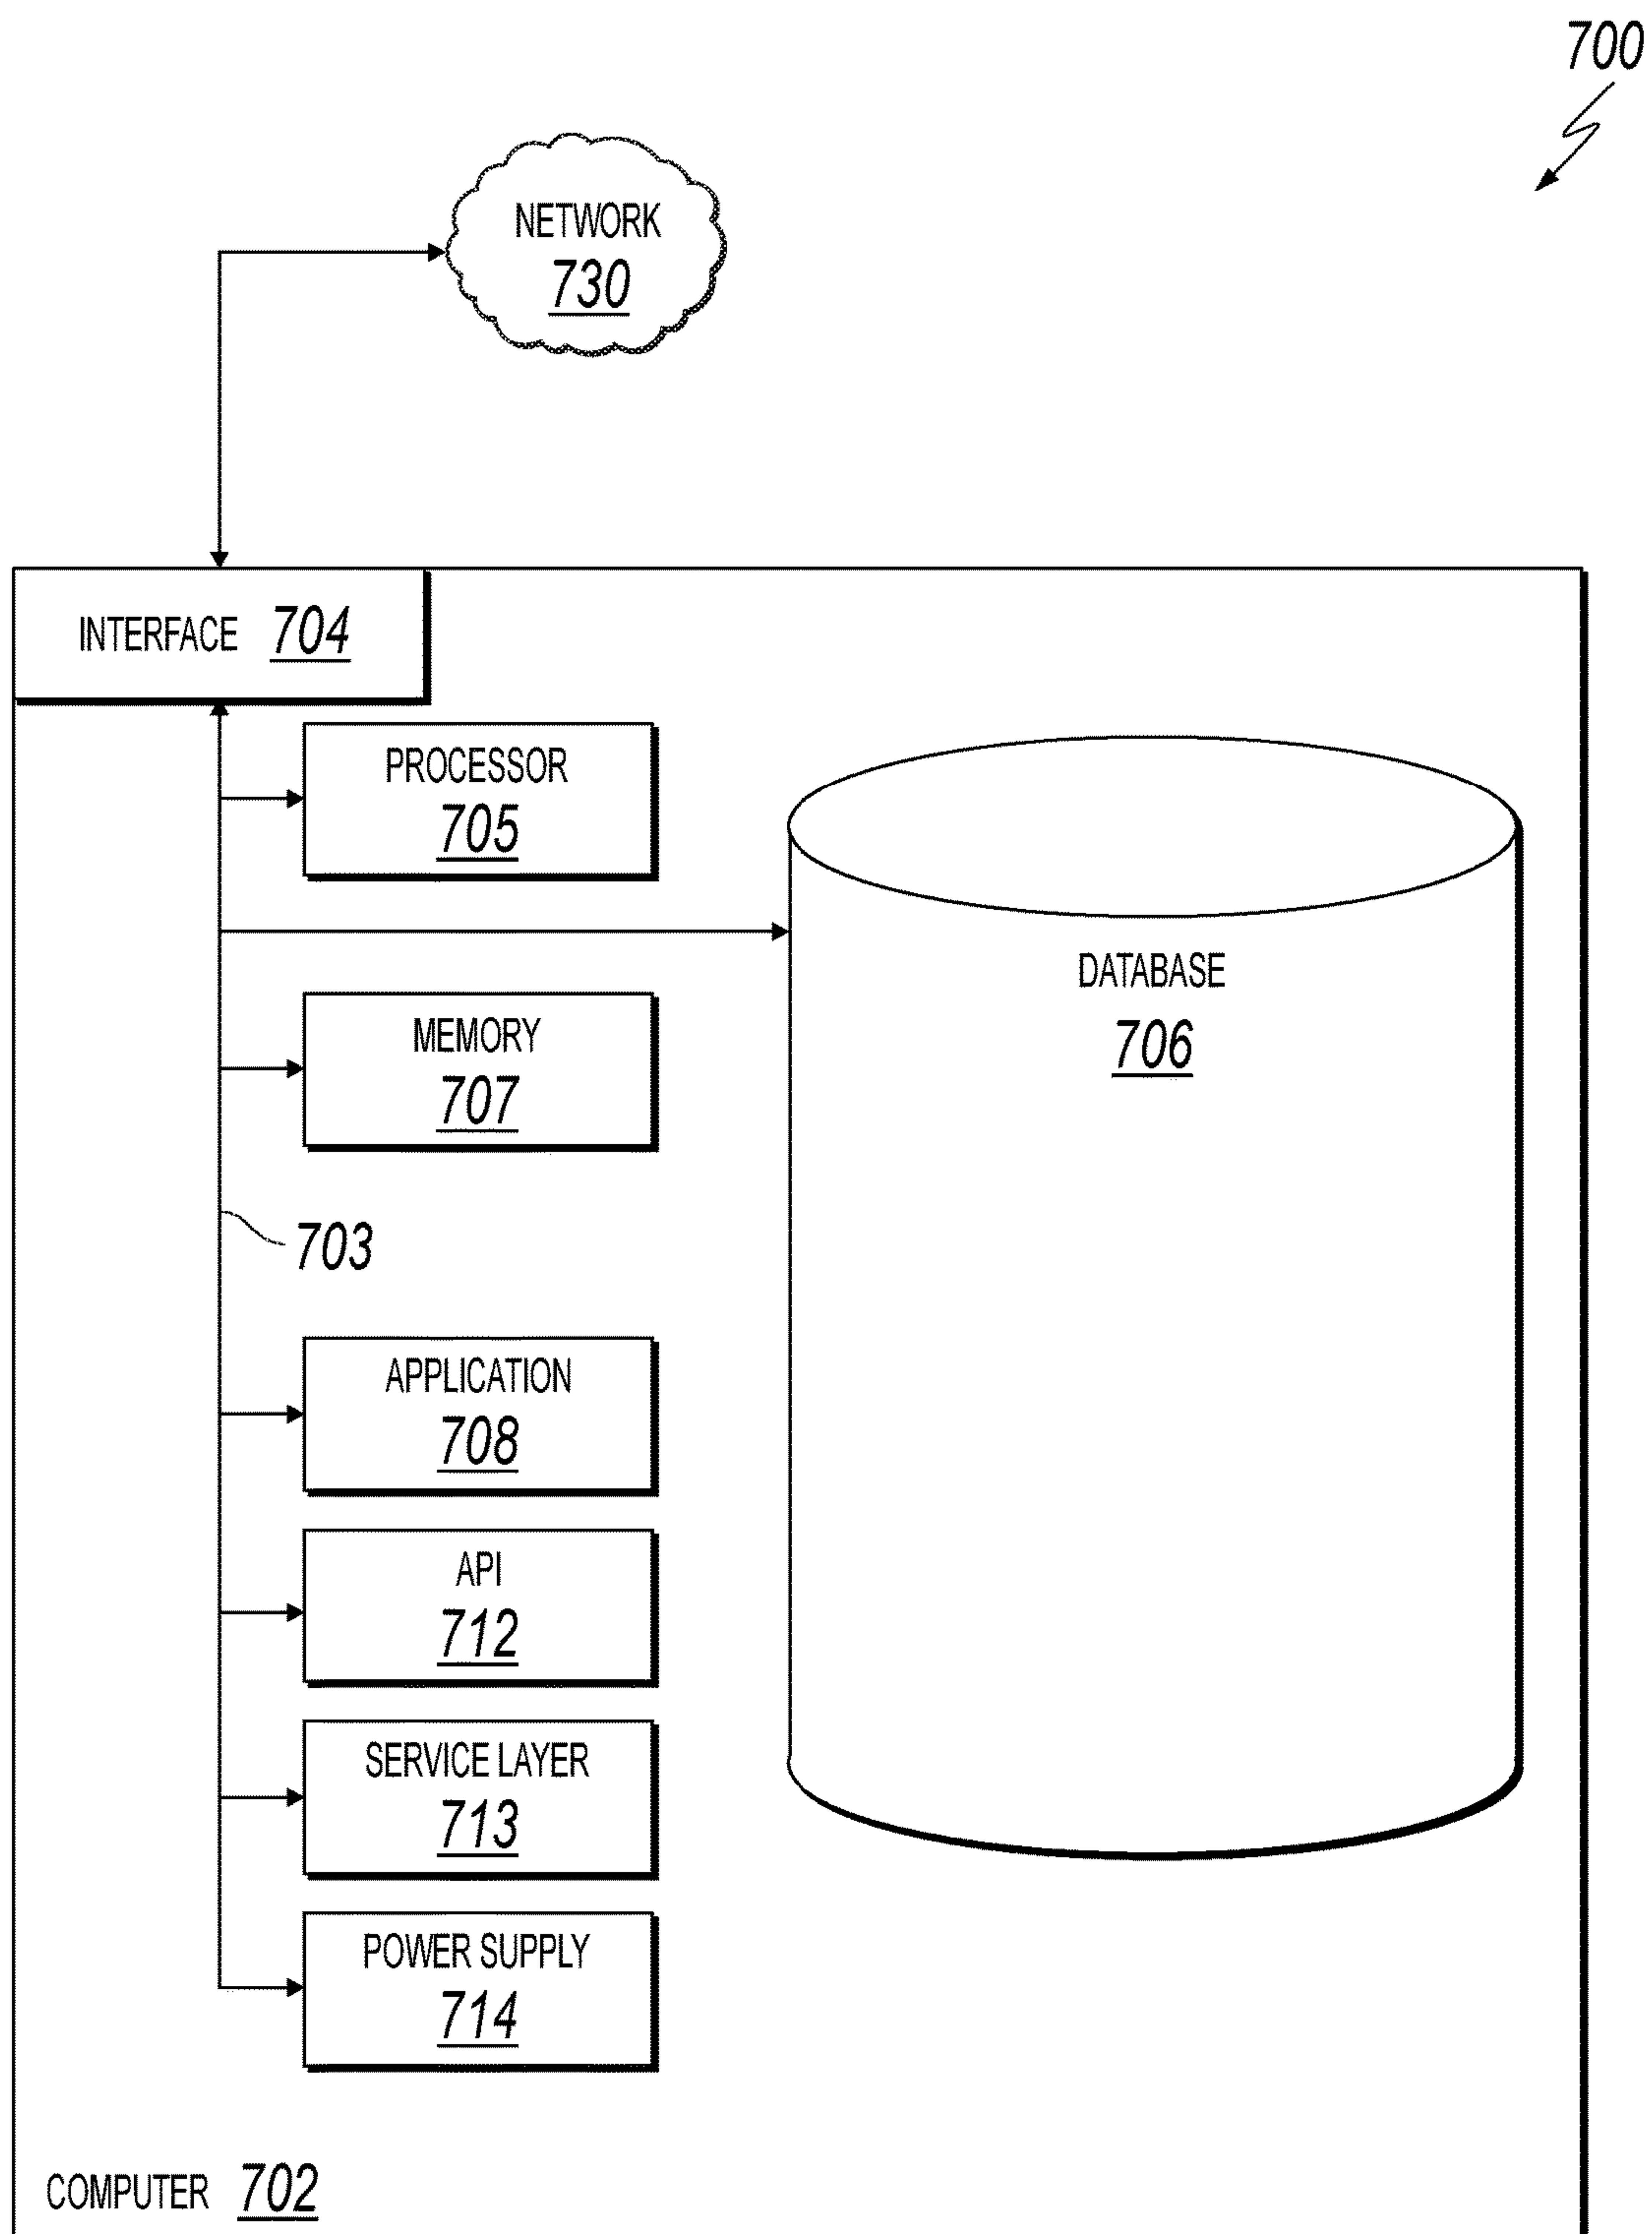 700
NETWORK
730
INTERFACE 704
PROCESSOR
705
DATABASE
706
MEMORY
707
703
APPLICATION
708
API
712
SERVICE LAYER
713
POWER SUPPLY
714
COMPUTER 702